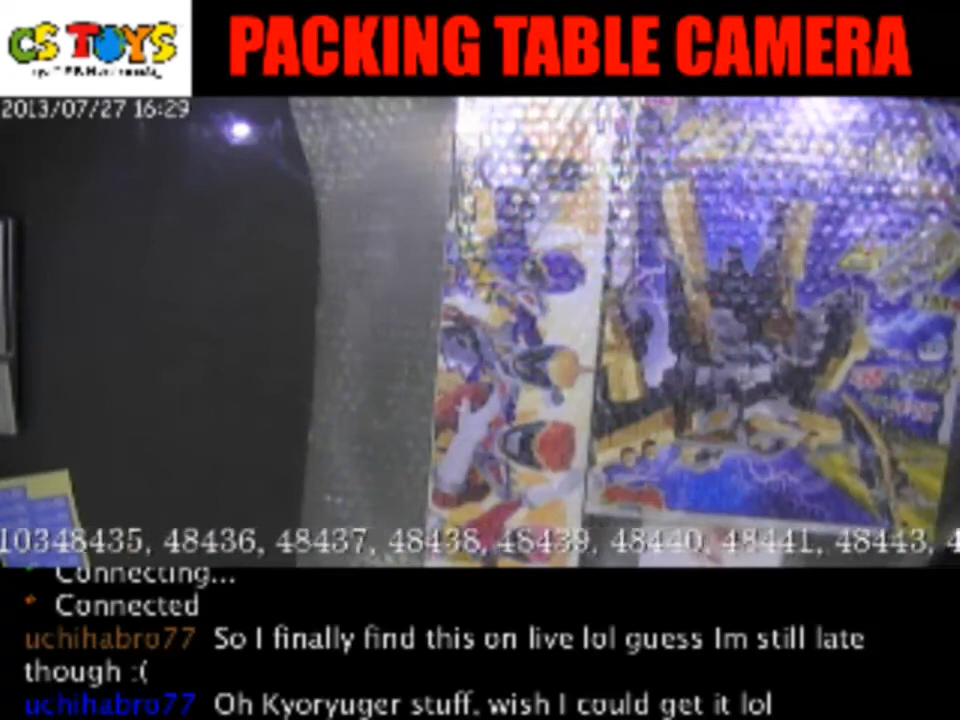 CS TOYS
PACKING TABLE CAMERA
2013/07/27 16:29
10348435, 48436, 48437, 48438, 48439, 48440, 48441, 48443, 4
Connecting...
* Connected
uchihabro77 So I finally find this on live lol guess Im still late
though :(
uchihabro77 Oh Kyoryuger stuff, wish I could get it lol